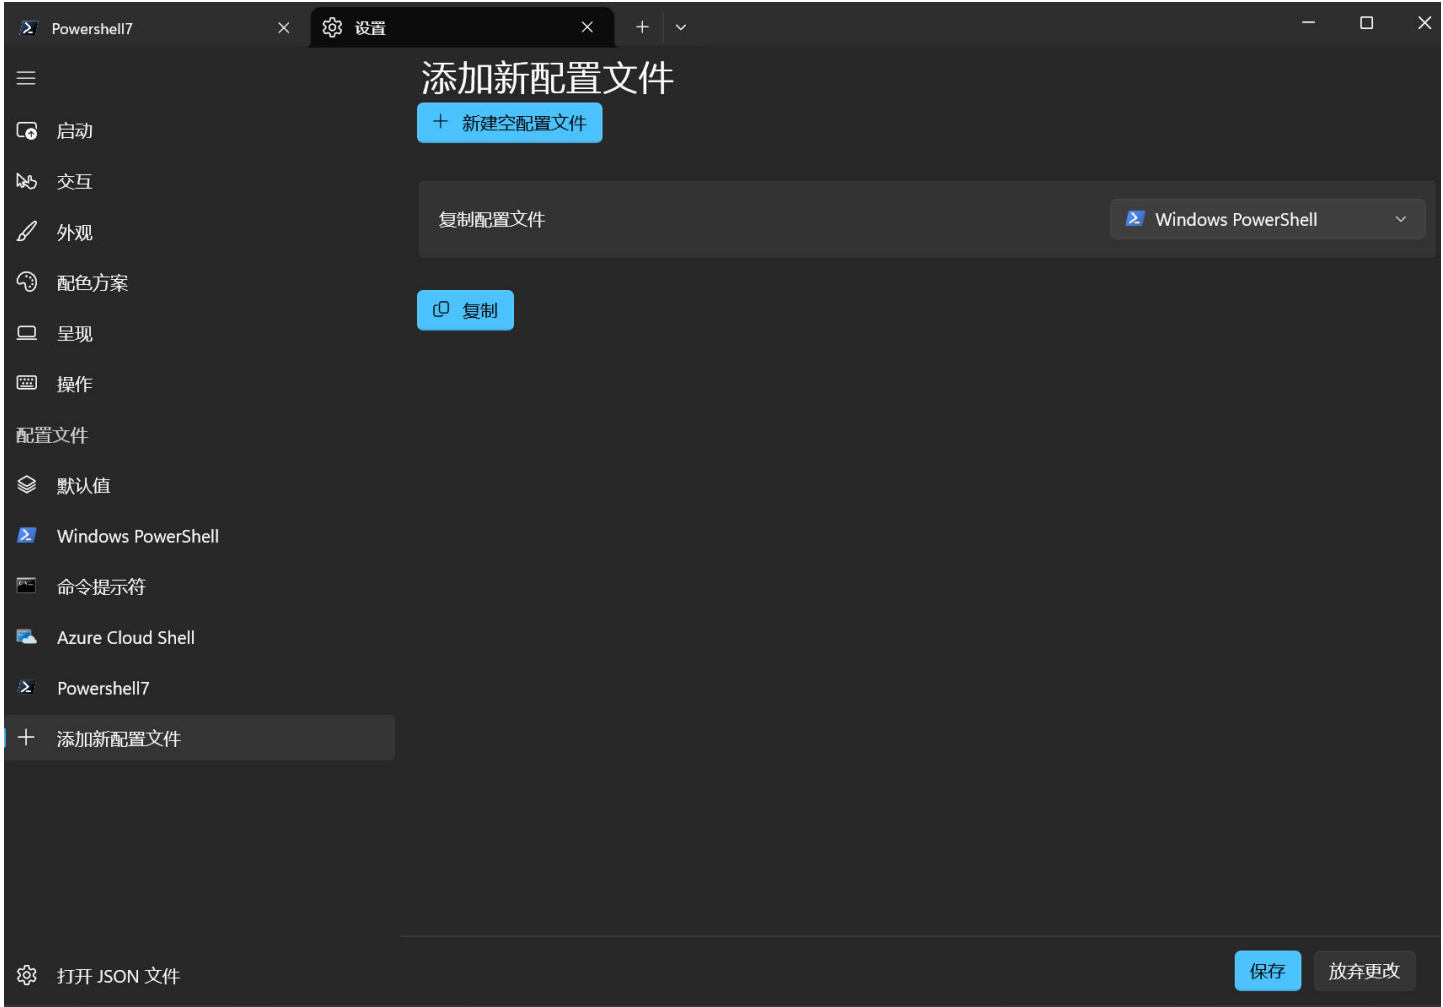 Powershell7
设置
添加新配置文件
新建空配置文件
启动
交互
外观
配色方案
呈现
操作
配置文件
默认值
Windows PowerShell
命令提示符
Azure Cloud Shell
Powershell7
添加新配置文件
打开 JSON 文件
复制配置文件
Windows PowerShell
复制
保存
放弃更改